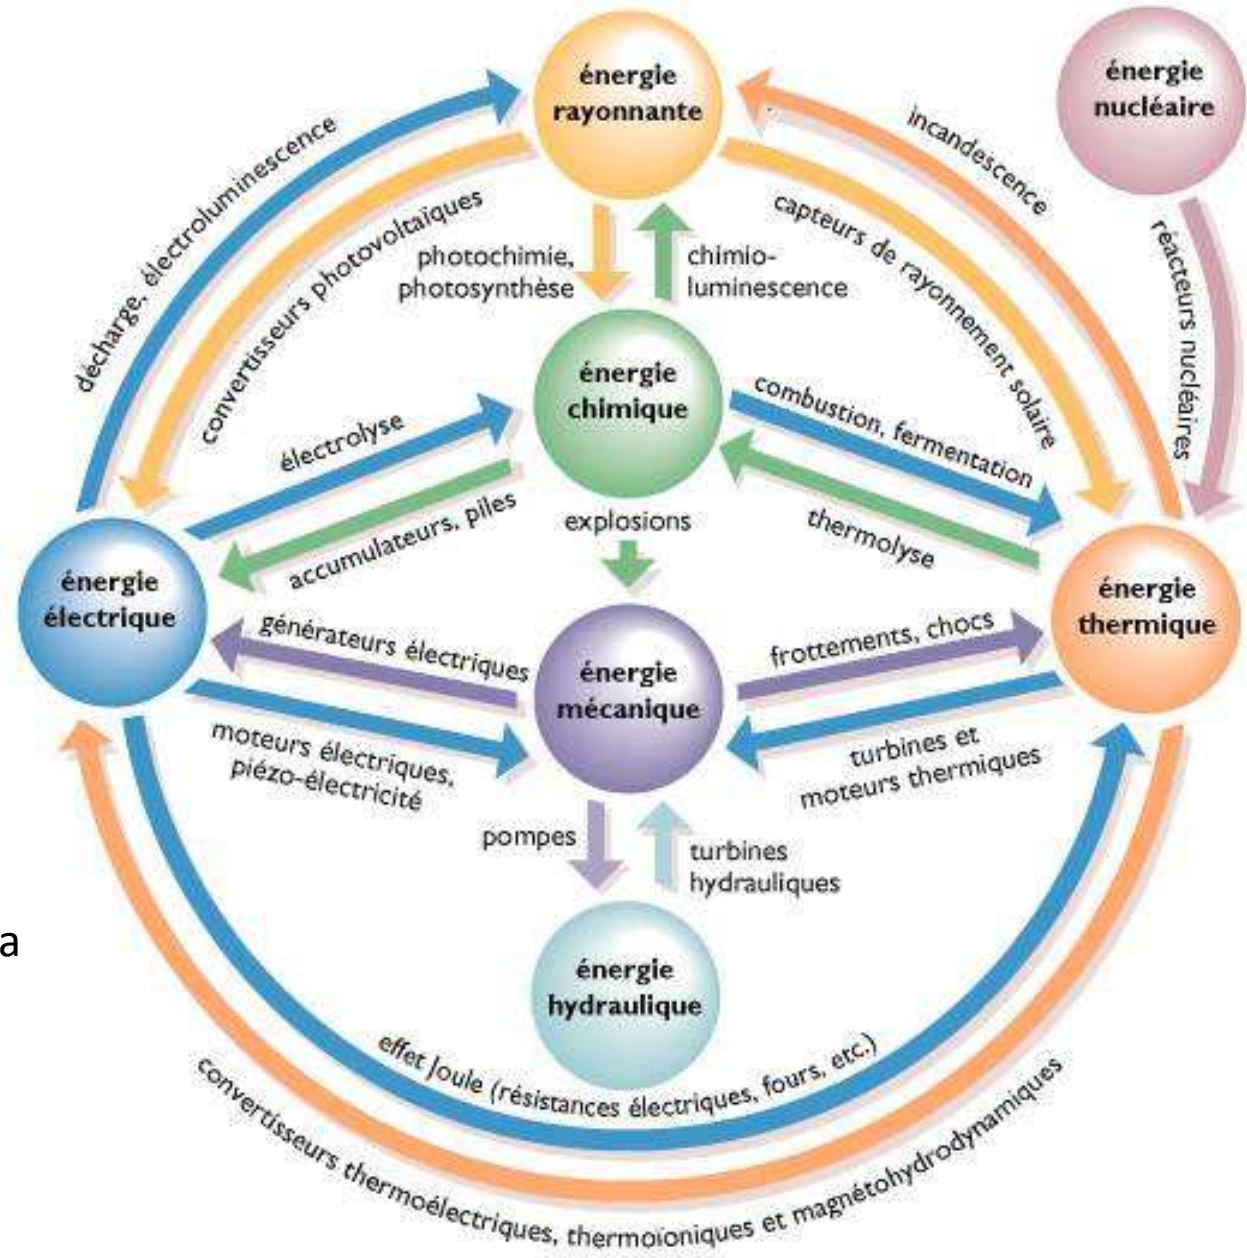 énergie
rayonnante
énergie
nucléaire
décharge, électroluminescence
convertisseurs photovoltaïques
photochimie,
photosynthèse
chimio-
luminescence
capteurs de rayonnement solaire
incandescence
réacteurs nucléaires
énergie
chimique
électrolyse
accumulateurs, piles
explosions
combustion, fermentation
thermolyse
énergie
électrique
énergie
thermique
générateurs électriques
moteurs électriques,
piézo-électricité
énergie
mécanique
frottements, chocs
turbines et
moteurs thermiques
pompes
turbines
hydrauliques
a
énergie
hydraulique
effet Joule (résistances électriques, fours, etc.)
convertisseurs thermoélectriques, thermoïoniques et magnétohydrodynamiques